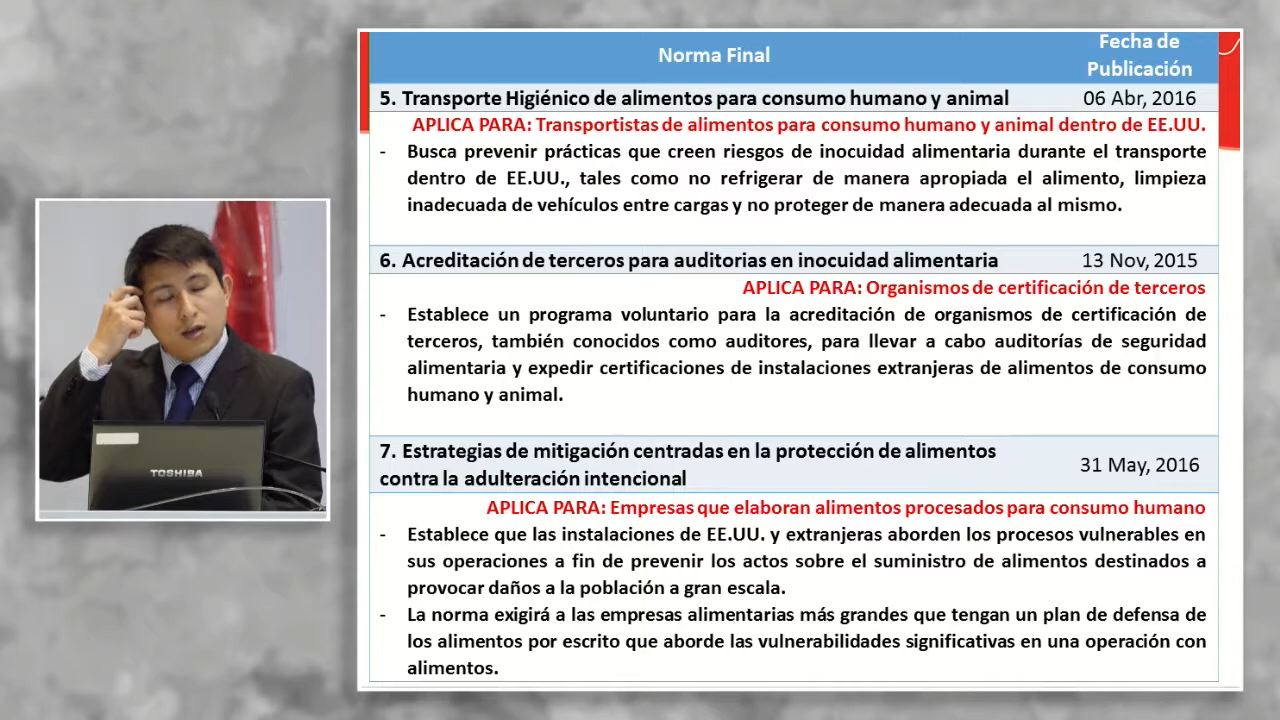 Norma Final
Fecha de
Publicación
5. Transporte Higiénico de alimentos para consumo humano y animal
06 Abr, 2016
APLICA PARA: Transportistas de alimentos para consumo humano y animal dentro de EE.UU.
- Busca prevenir prácticas que creen riesgos de inocuidad alimentaria durante el transporte
dentro de EE.UU., tales como no refrigerar de manera apropiada el alimento, limpieza
inadecuada de vehículos entre cargas y no proteger de manera adecuada al mismo.
6. Acreditación de terceros para auditorias en inocuidad alimentaria
13 Nov, 2015
APLICA PARA: Organismos de certificación de terceros
- Establece un programa voluntario para la acreditación de organismos de certificación de
terceros, también conocidos como auditores, para llevar a cabo auditorías de seguridad
alimentaria y expedir certificaciones de instalaciones extranjeras de alimentos de consumo
humano y animal.
7. Estrategias de mitigación centradas en la protección de alimentos
contra la adulteración intencional
31 May, 2016
APLICA PARA: Empresas que elaboran alimentos procesados para consumo humano
- Establece que las instalaciones de EE.UU. y extranjeras aborden los procesos vulnerables en
sus operaciones a fin de prevenir los actos sobre el suministro de alimentos destinados a
provocar daños a la población a gran escala.
- La norma exigirá a las empresas alimentarias más grandes que tengan un plan de defensa de
los alimentos por escrito que aborde las vulnerabilidades significativas en una operación con
alimentos.
TOSHIBA